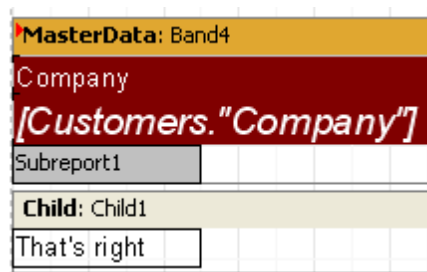 MasterData: Band4
Company
[Customers."Company"]
Subreport1
Child: Child1
That's right